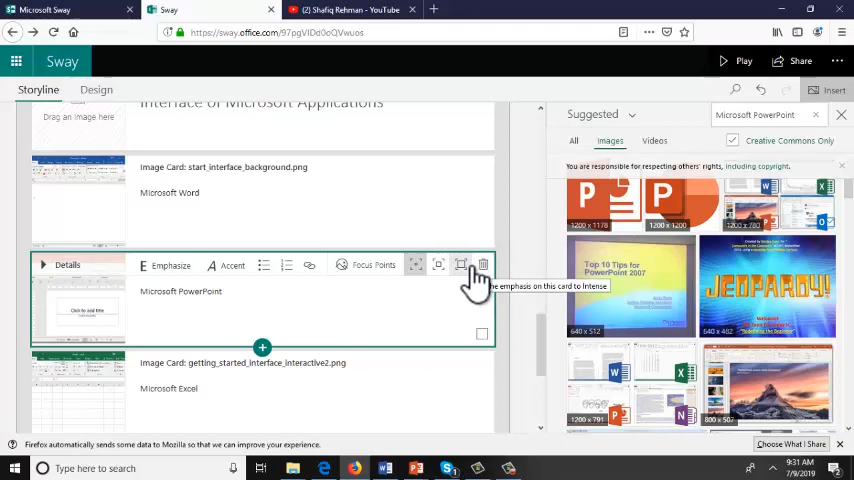 Microsoft Sway
Sway
(2) Shafiq Rehman - YouTube
https://sway.office.com/97pgVIDd0oOXVuos
Sway
Play
Share
Storyline
Design
Insert
Interface of Microsoft Applications
Drag an image here
Image Card: start_interface_background.png
Microsoft Word
Details
Emphasize
Accent
Focus Points
he emphasis on this card to Intense
Microsoft PowerPoint
Image Card: getting_started_interface_interactive2.png
Microsoft Excel
Click to add title
Suggested
Microsoft PowerPoint
All
Images
Videos
Creative Commons Only
You are responsible for respecting others' rights, including copyright.
1200 x 1178
1200 x 1200
1200 x 780
Top 10 Tips for
PowerPoint 2007
640 x 512
JEOPARDY!
640 x 482
1200 x 791
800 x 507
Firefox automatically sends some data to Mozilla so that we can improve your experience.
Choose What I Share
Type here to search
9:31 AM
7/9/2019